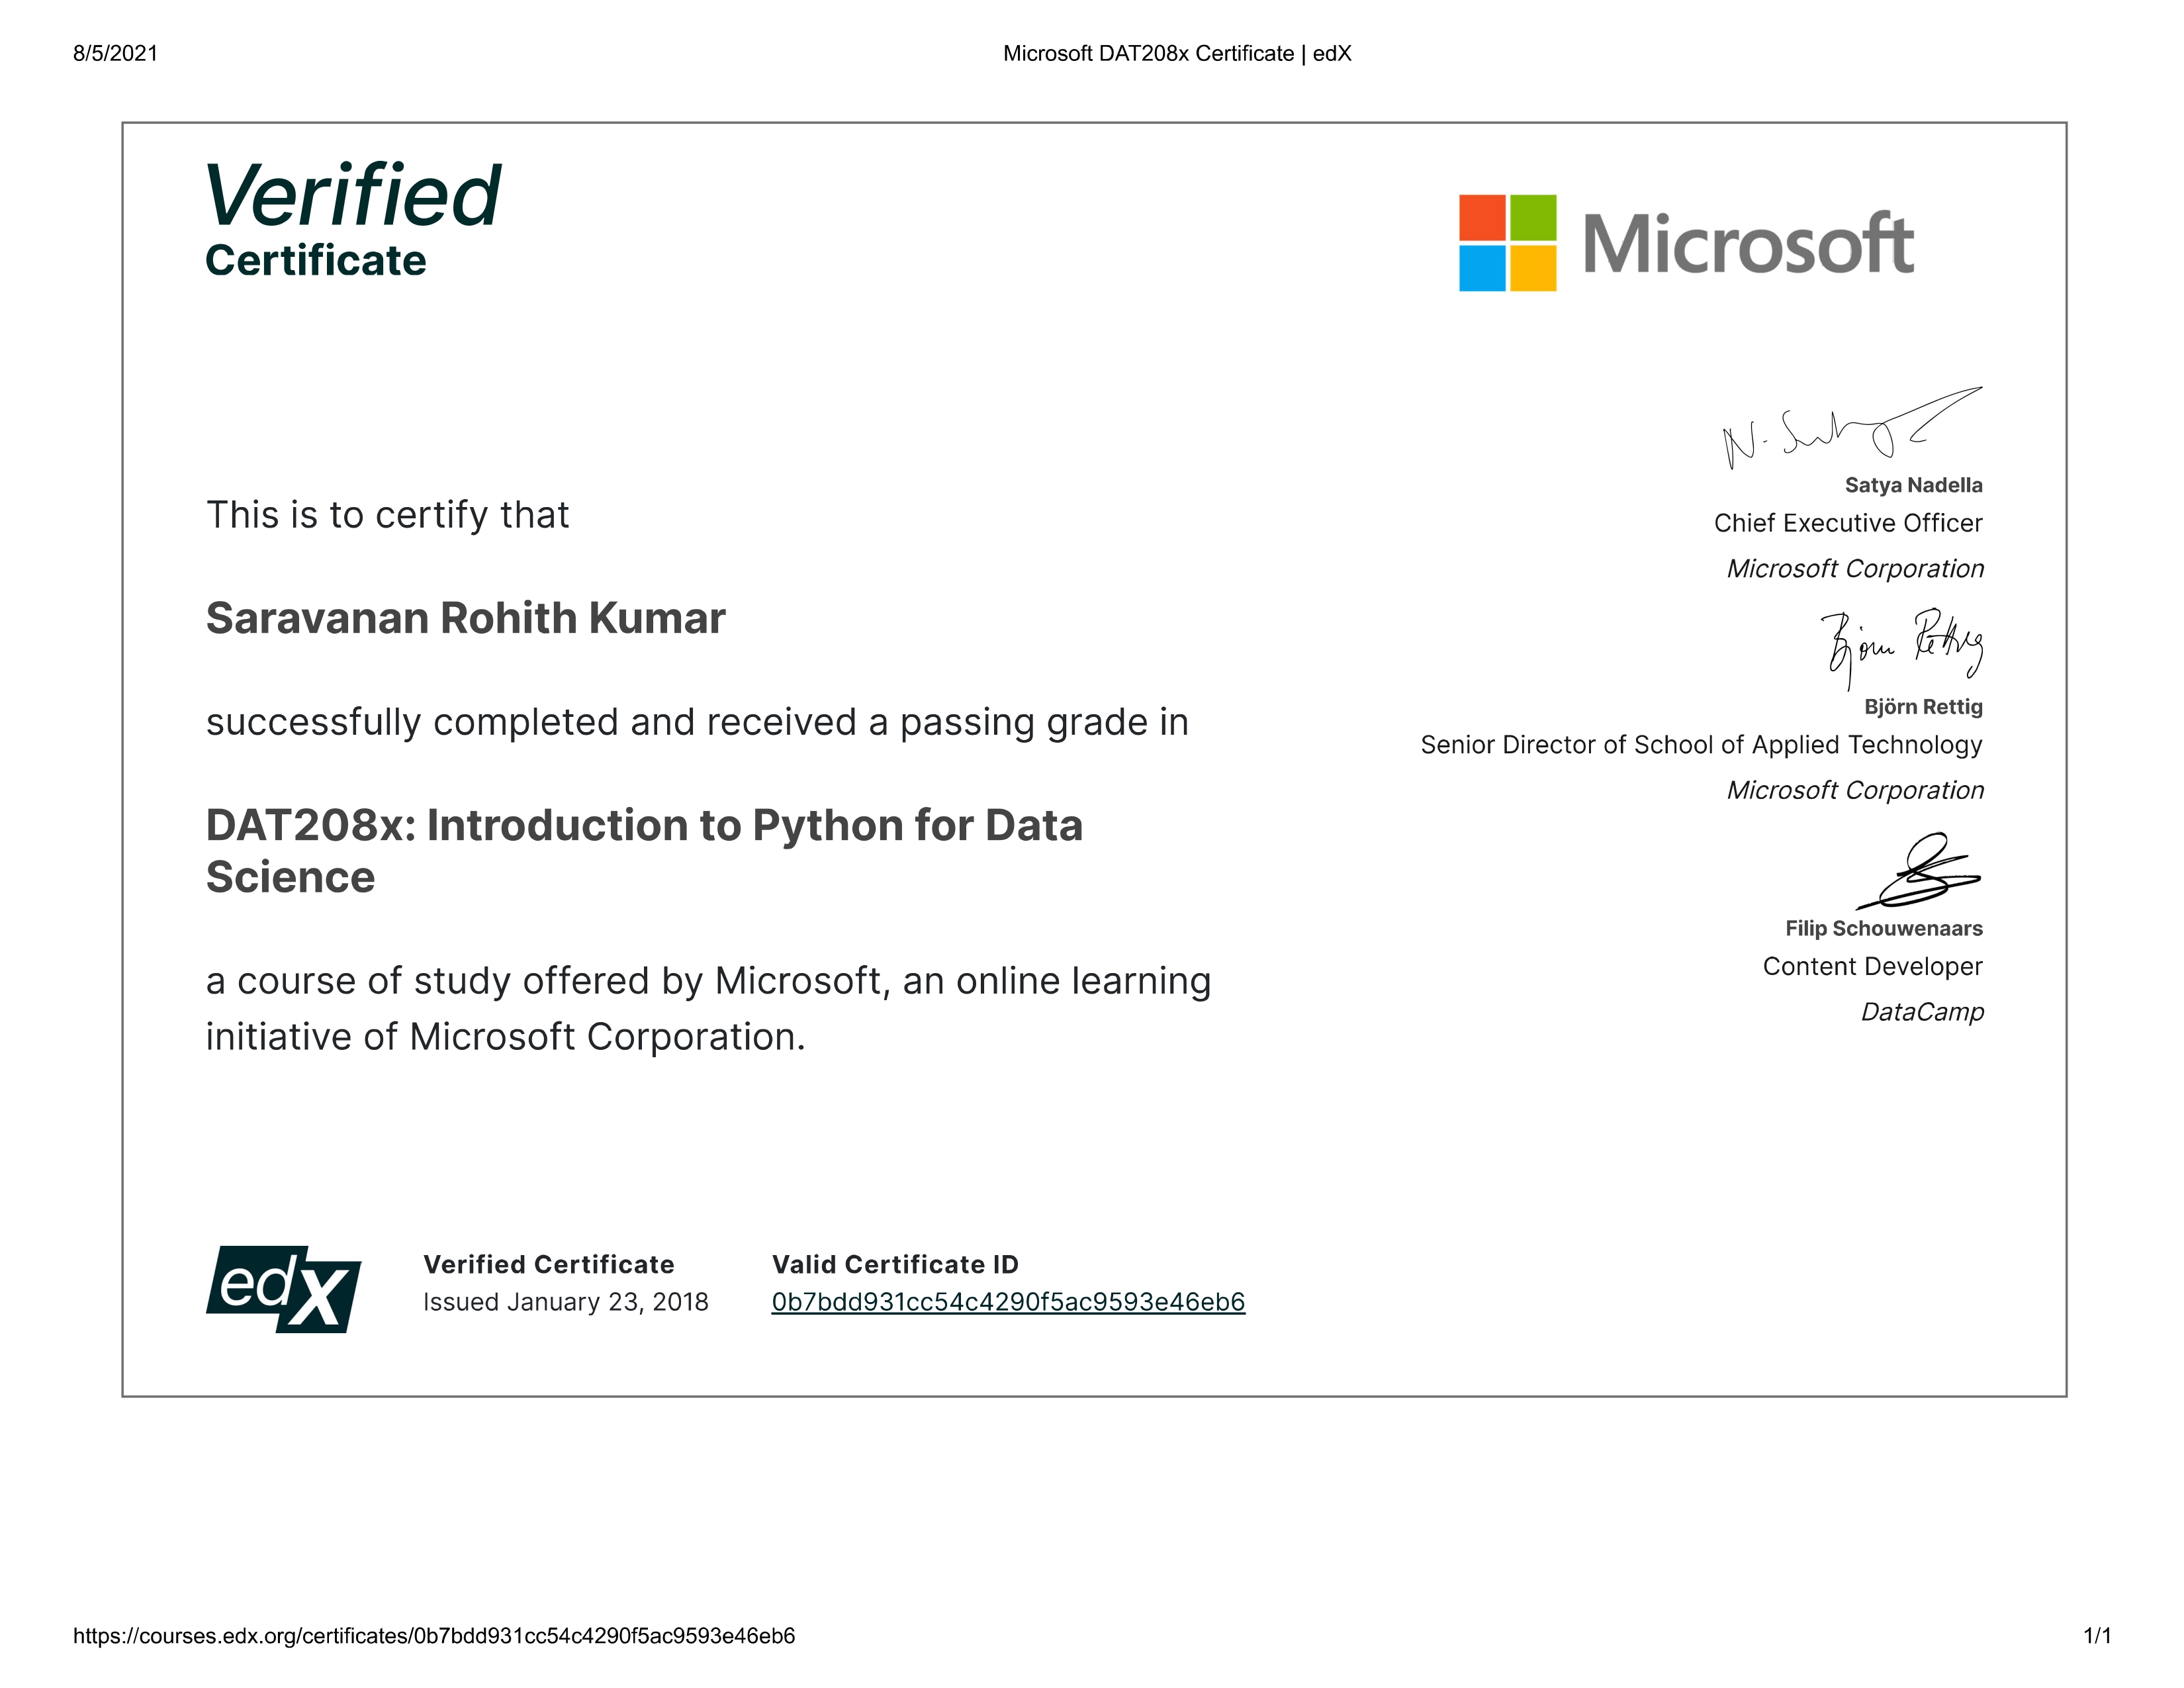 8/5/2021
Microsoft DAT208x Certificate | edX
Verified
Certificate
Microsoft
This is to certify that
Saravanan Rohith Kumar
successfully completed and received a passing grade in
DAT208x: Introduction to Python for Data
Science
a course of study offered by Microsoft, an online learning
initiative of Microsoft Corporation.
N. Satya
Satya Nadella
Chief Executive Officer
Microsoft Corporation
Björn Rettig
Björn Rettig
Senior Director of School of Applied Technology
Microsoft Corporation
Filip Schouwenaars
Content Developer
DataCamp
edX
Verified Certificate
Issued January 23, 2018
Valid Certificate ID
0b7bdd931cc54c4290f5ac9593e46eb6
https://courses.edx.org/certificates/0b7bdd931cc54c4290f5ac9593e46eb6
1/1